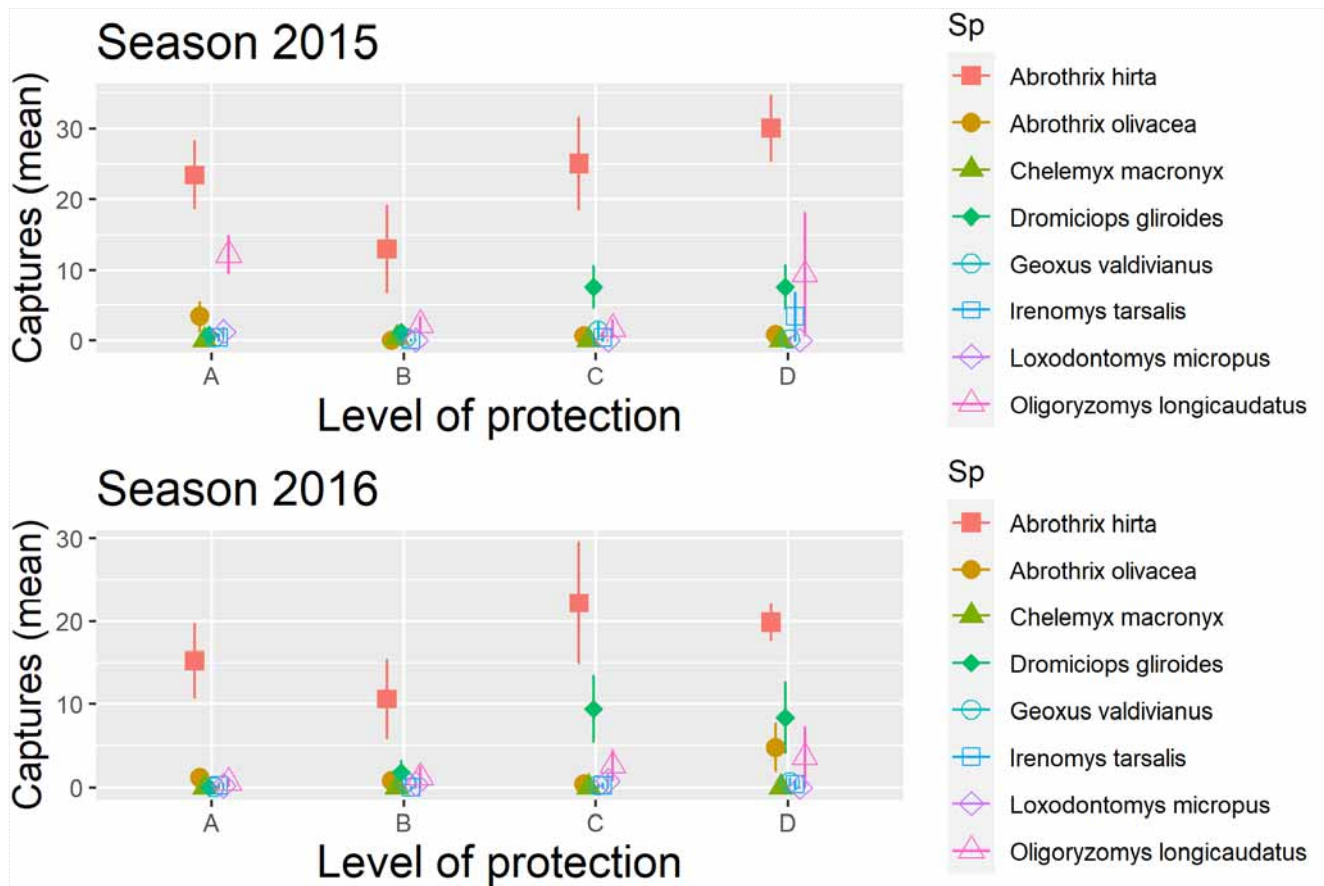 Season 2015
Captures (mean)
30
20
10
0
A B C D
Level of protection
Sp
Abrothrix hirta
Abrothrix olivacea
Chelemyx macronyx
Dromiciops gliroides
Geoxus valdivianus
Irenomys tarsalis
Loxodontomys micropus
Oligoryzomys longicaudatus
Season 2016
Captures (mean)
30
20
10
0
A B C D
Level of protection
Sp
Abrothrix hirta
Abrothrix olivacea
Chelemyx macronyx
Dromiciops gliroides
Geoxus valdivianus
Irenomys tarsalis
Loxodontomys micropus
Oligoryzomys longicaudatus